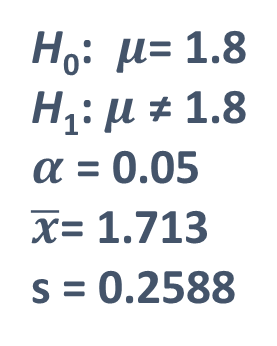 H₀: μ= 1.8
H₁: μ ≠ 1.8
α = 0.05
x̄= 1.713
s = 0.2588